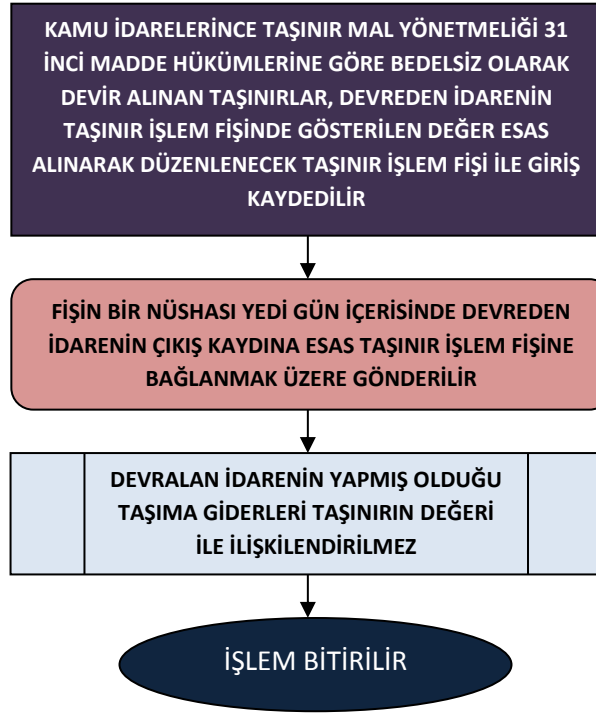 KAMU İDARELERİNCE TAŞINIR MAL YÖNETMELİĞİ 31
İNCİ MADDE HÜKÜMLERİNE GÖRE BEDELSİZ OLARAK
DEVİR ALINAN TAŞINIRLAR, DEVREDEN İDARENİN
TAŞINIR İŞLEM FİŞİNDE GÖSTERİLEN DEĞER ESAS
ALINARAK DÜZENLENECEK TAŞINIR İŞLEM FİŞİ İLE GİRİŞ
KAYDEDİLİR
FİŞİN BİR NÜSHASI YEDİ GÜN İÇERİSİNDE DEVREDEN
İDARENİN ÇIKIŞ KAYDINA ESAS TAŞINIR İŞLEM FİŞİNE
BAĞLANMAK ÜZERE GÖNDERİLİR
DEVRALAN İDARENİN YAPMIŞ OLDUĞU
TAŞIMA GİDERLERİ TAŞINIRIN DEĞERİ
İLE İLİŞKİLENDİRİLMEZ
İŞLEM BİTİRİLİR